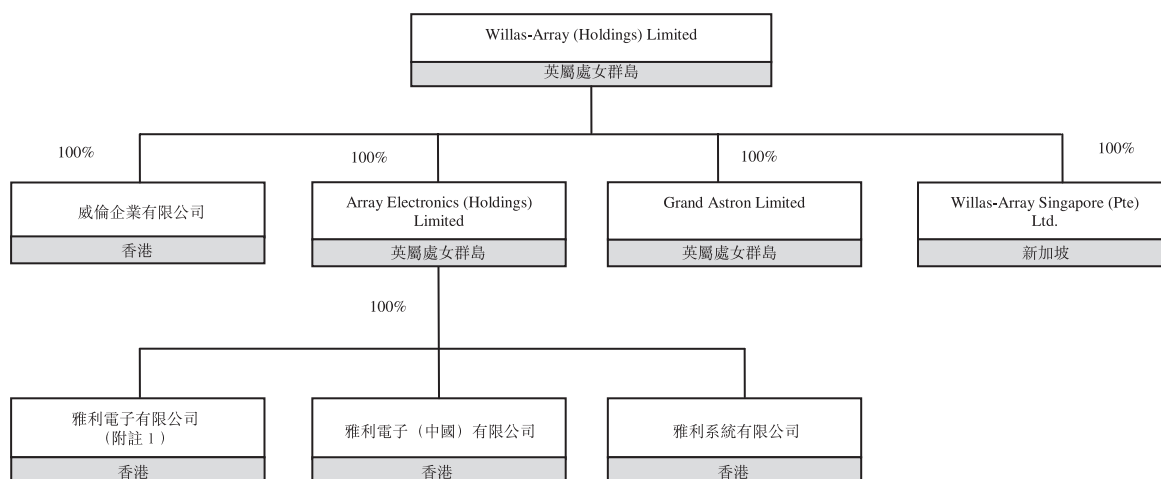 Willas-Array (Holdings) Limited
英屬處女群島
100%
100%
100%
100%
威倫企業有限公司
香港
Array Electronics (Holdings)
Limited
英屬處女群島
Grand Astron Limited
英屬處女群島
Willas-Array Singapore (Pte)
Ltd.
新加坡
100%
雅利電子有限公司
（附註 1）
香港
雅利電子（中國）有限公司
香港
雅利系統有限公司
香港